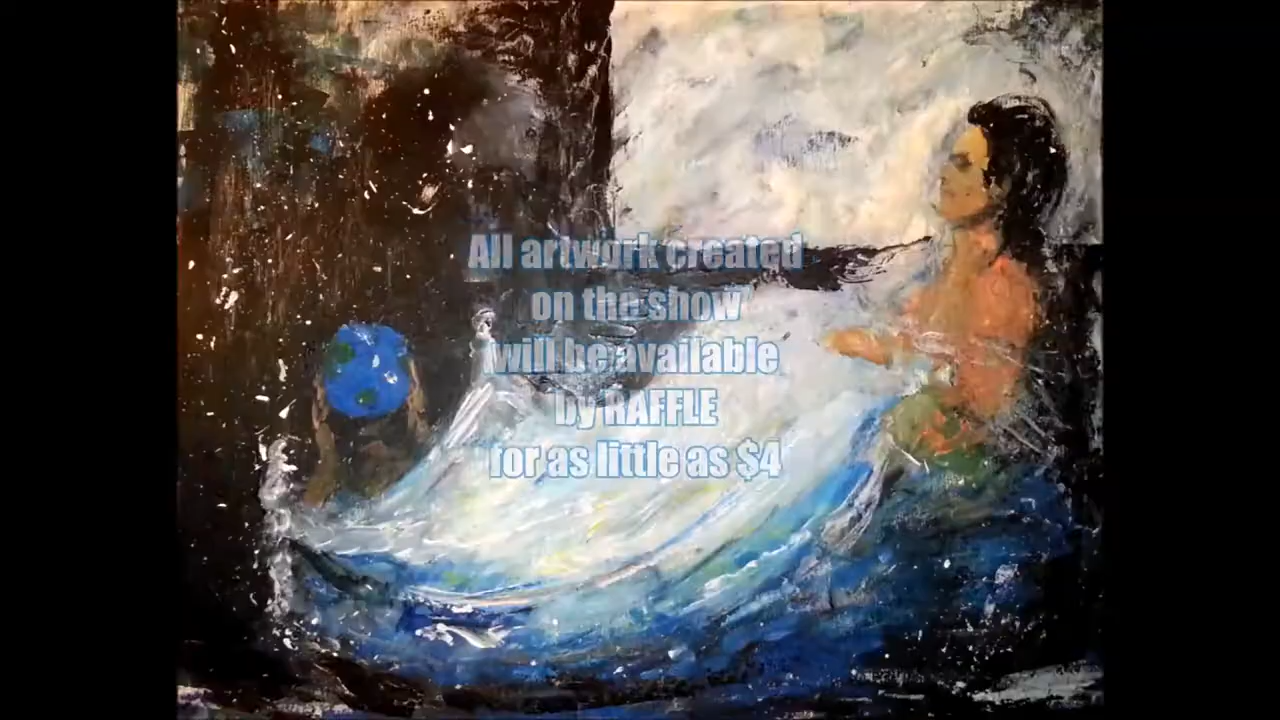 All artwork created
on the show
will be available
by RAFFLE
for as little as $4